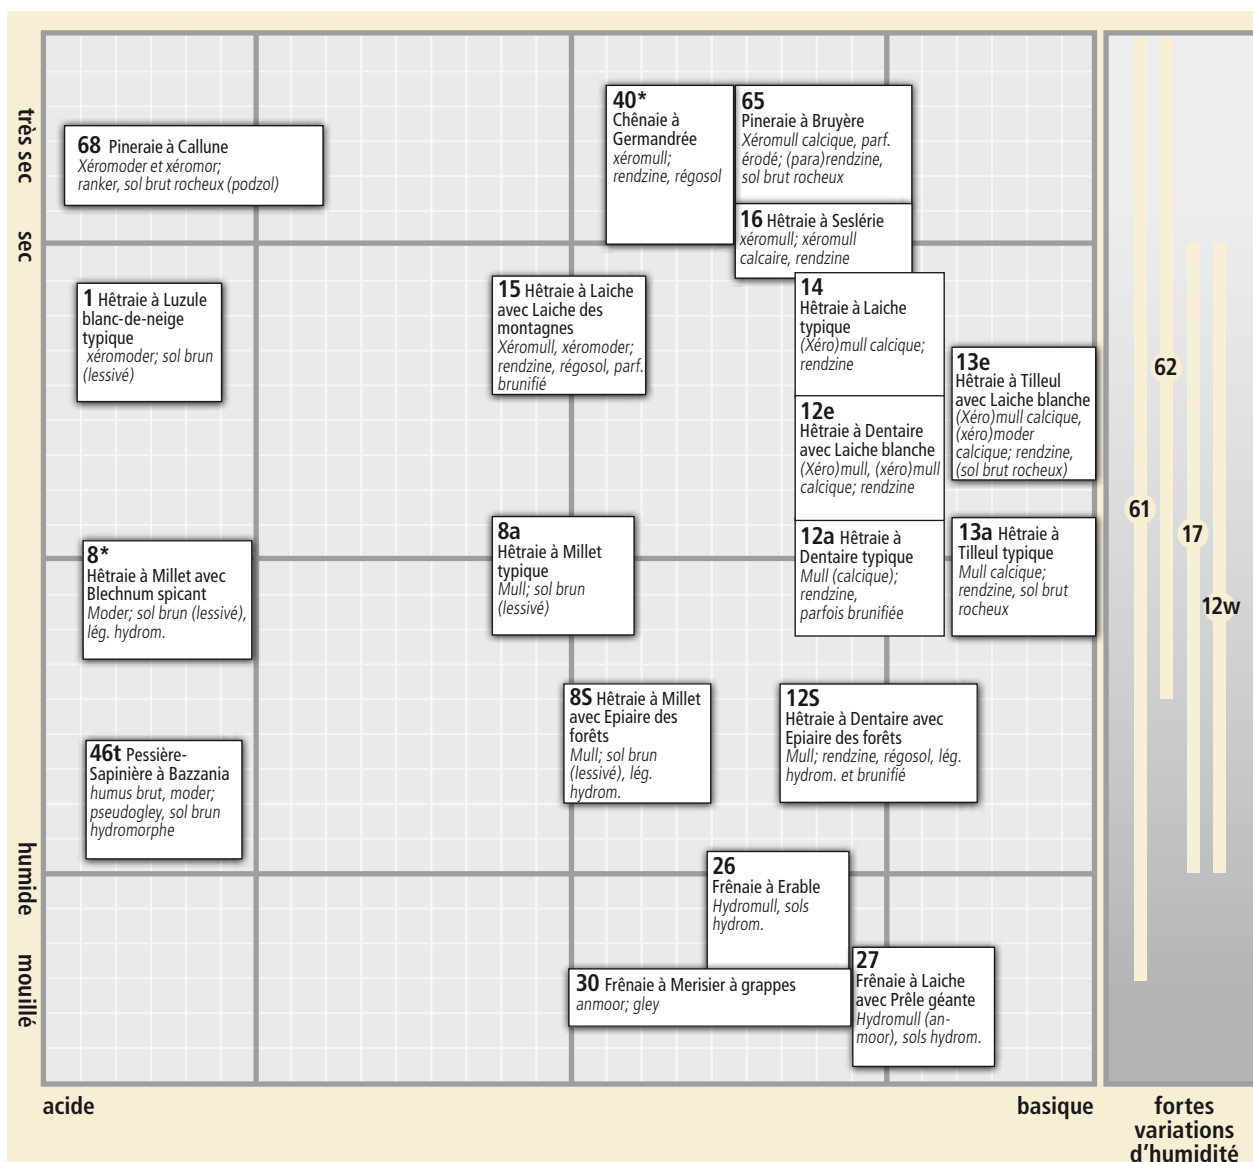 très sec
sec
humide
mouillé
68 Pineraie à Callune
Xéromoder et xéromor;
ranker, sol brut rocheux (podzol)
40*
Chênaie à
Germandrée
xéromull;
rendzine, régosol
65
Pineraie à Bruyère
Xéromull calcique, parf.
érodé; (para)rendzine,
sol brut rocheux
16 Hêtraie à Seslérie
xéromull; xéromull
calcaire, rendzine
1 Hêtraie à Luzule
blanc-de-neige
typique
xéromoder; sol brun
(lessivé)
15 Hêtraie à Laiche
avec Laiche des
montagnes
Xéromull, xéromoder;
rendzine, régosol, parf.
brunifié
14
Hêtraie à Laiche
typique
(Xéro)mull calcique;
rendzine
13e
Hêtraie à Tilleul
avec Laiche blanche
(Xéro)mull calcique,
(xéro)moder
calcique; rendzine,
(sol brut rocheux)
12e
Hêtraie à Dentaire
avec Laiche blanche
(Xéro)mull, (xéro)mull
calcique; rendzine
8*
Hêtraie à Millet avec
Blechnum spicant
Moder; sol brun (lessivé),
lég. hydrom.
8a
Hêtraie à Millet
typique
Mull; sol brun
(lessivé)
12a Hêtraie à
Dentaire typique
Mull (calcique);
rendzine,
parfois brunifiée
13a Hêtraie à
Tilleul typique
Mull calcique;
rendzine, sol brut
rocheux
8S Hêtraie à Millet
avec Epiaire des
forêts
Mull; sol brun
(lessivé), lég.
hydrom.
12S
Hêtraie à Dentaire avec
Epiaire des forêts
Mull; rendzine, régosol, lég.
hydrom. et brunifié
46t Pessière-
Sapinière à Bazzania
humus brut, moder;
pseudogley, sol brun
hydromorphe
26
Frênaie à Erable
Hydromull, sols
hydrom.
30 Frênaie à Merisier à grappes
anmoor; gley
27
Frênaie à Laiche
avec Prêle géante
Hydromull (an-
moor), sols hydrom.
62
61
17
12w
acide
basique
fortes
variations
d'humidité